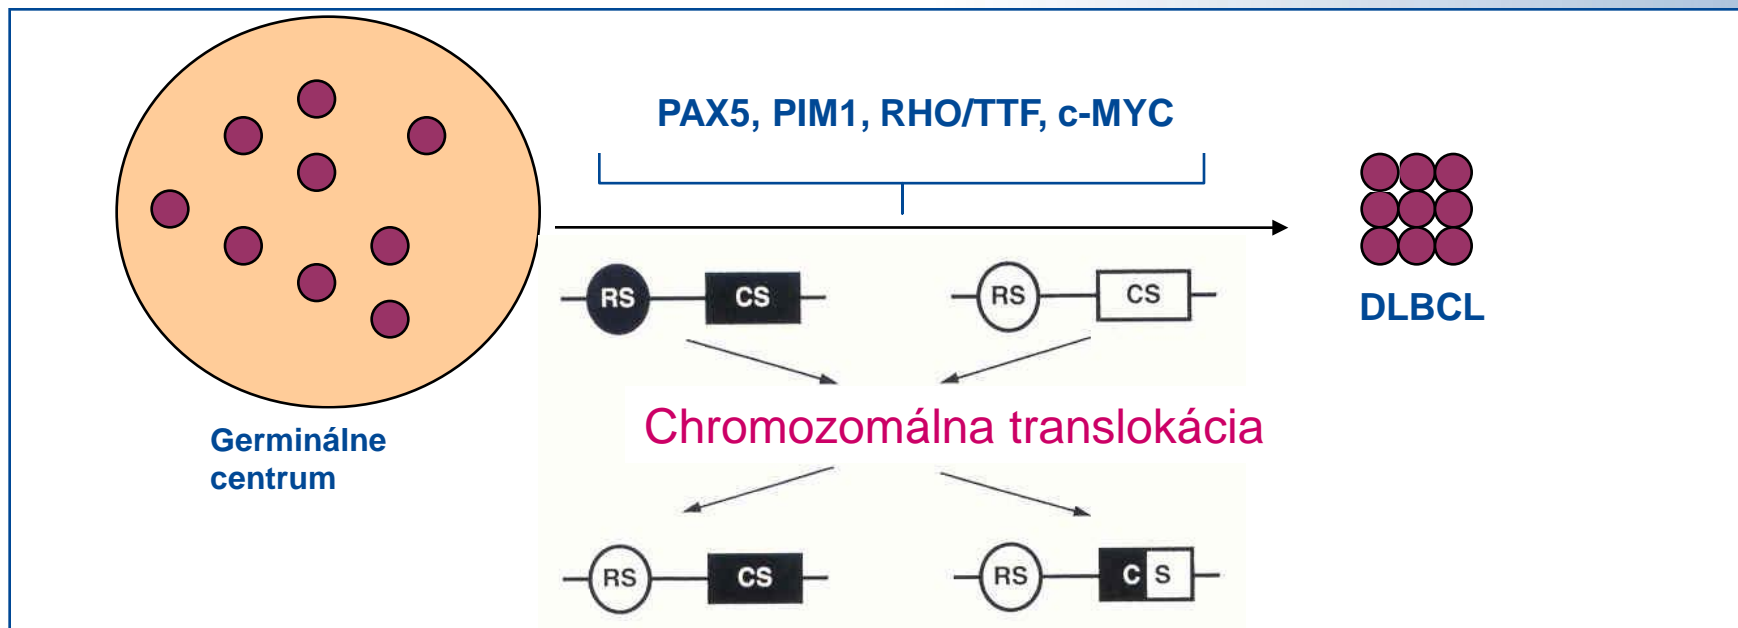 PAX5, PIM1, RHO/TTF, c-MYC
RS CS RS CS
DLBCL
Chromozomálna translokácia
Germinálne
centrum
RS CS RS C S